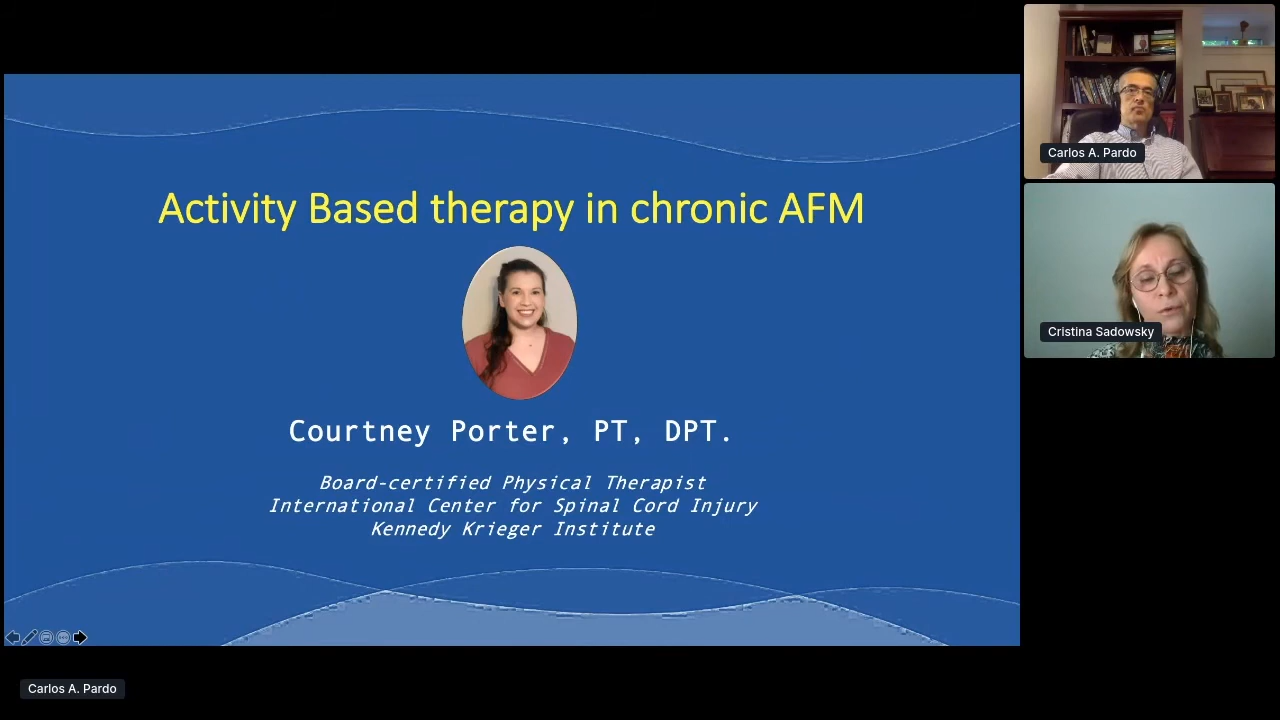 Activity Based therapy in chronic AFM
Courtney Porter, PT, DPT.
Board-certified Physical Therapist
International Center for Spinal Cord Injury
Kennedy Krieger Institute
Carlos A. Pardo
Cristina Sadowsky
Carlos A. Pardo